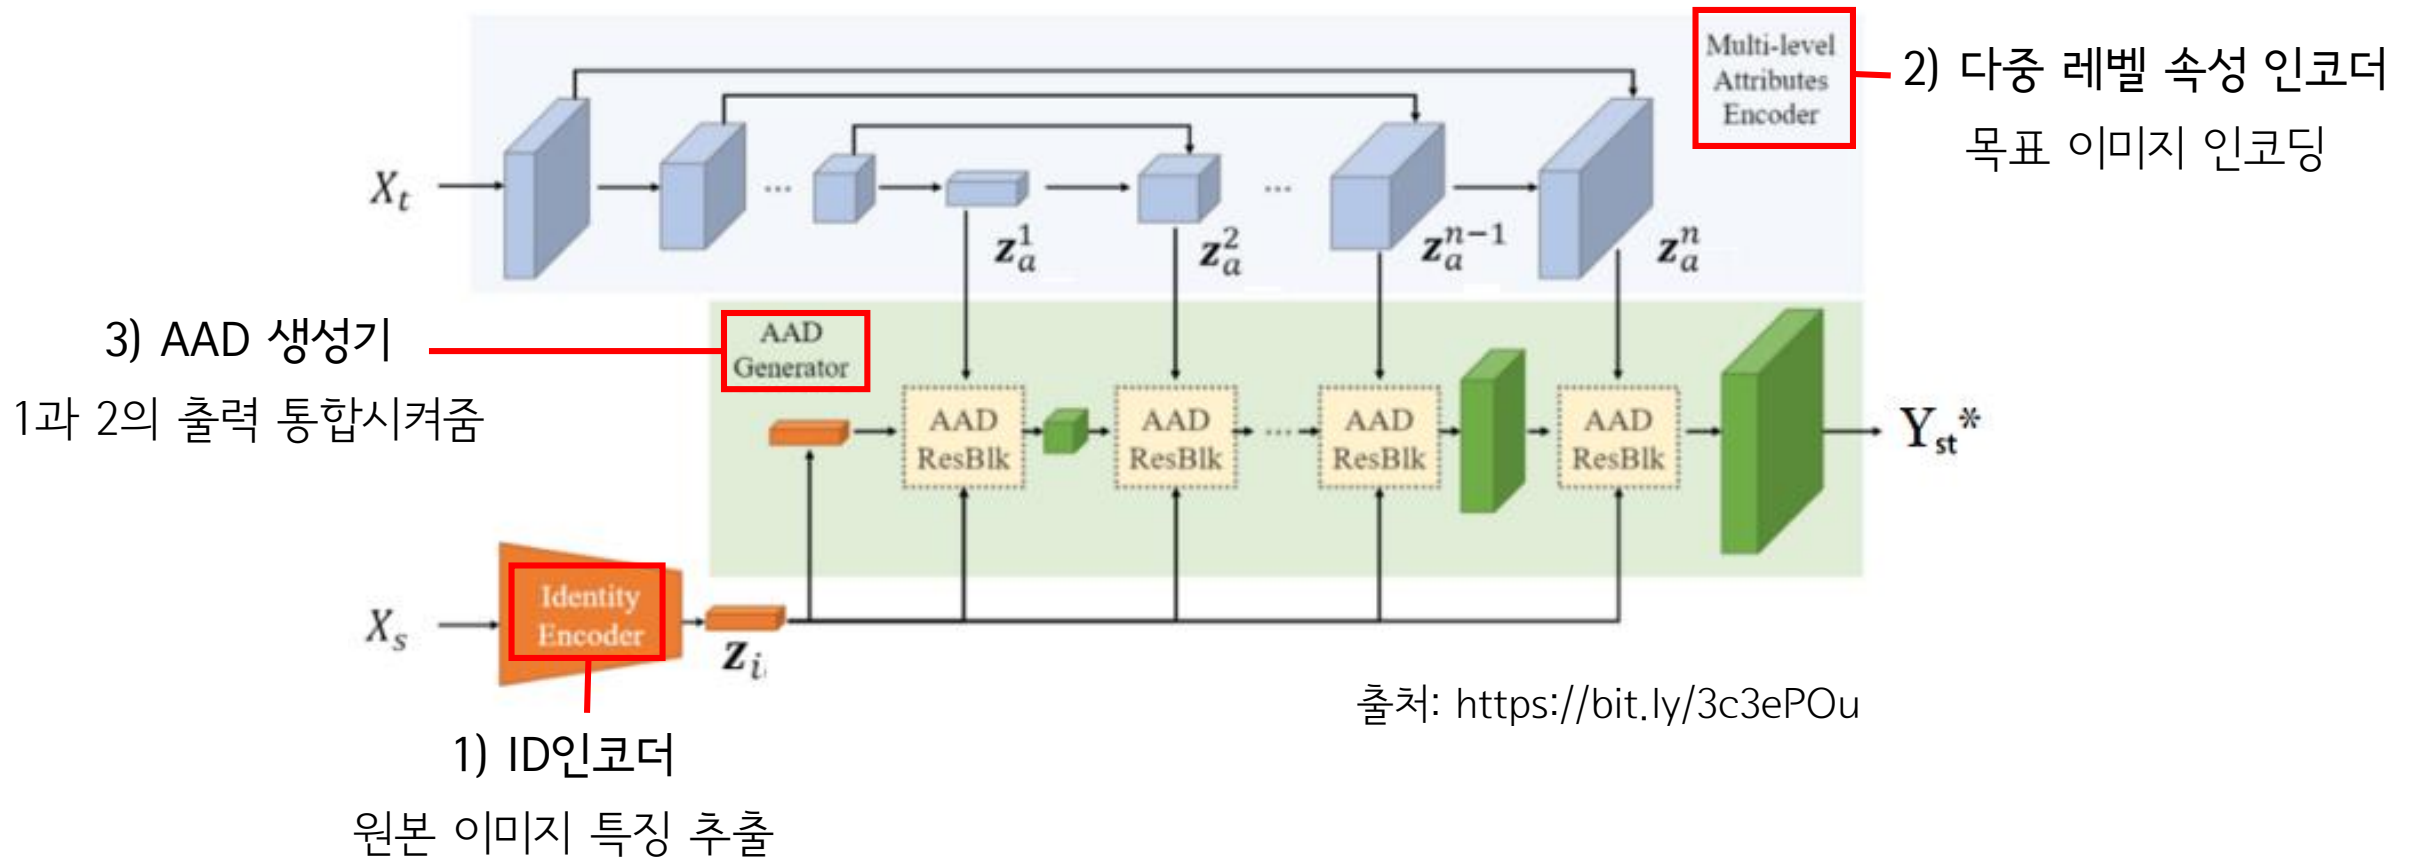 Multi-level
Attributes
Encoder
2) 다중 레벨 속성 인코더
목표 이미지 인코딩
X_t
...
...
z_a^1
z_a^2
z_a^{n-1}
z_a^n
3) AAD 생성기
1과 2의 출력 통합시켜줌
AAD
Generator
AAD
ResBlk
AAD
ResBlk
...
AAD
ResBlk
AAD
ResBlk
Y_st*
X_s
Identity
Encoder
z_i
1) ID인코더
원본 이미지 특징 추출
출처: https://bit.ly/3c3ePOu